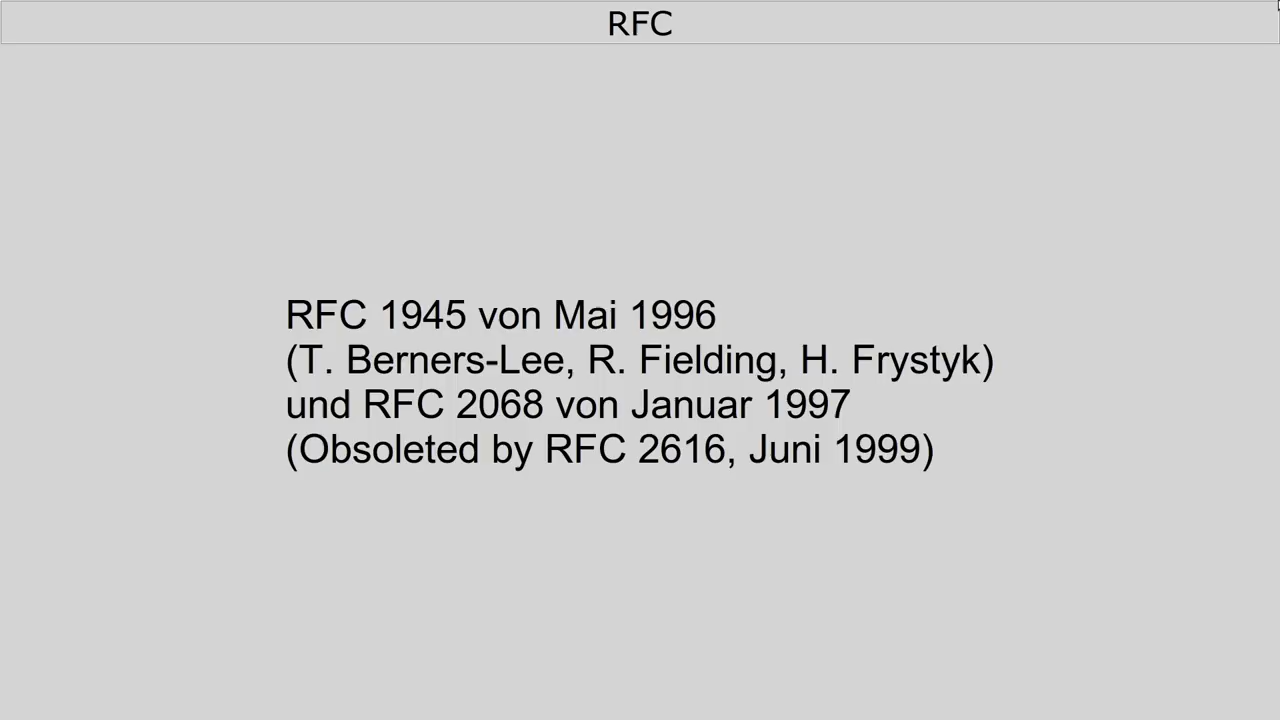 RFC
RFC 1945 von Mai 1996
(T. Berners-Lee, R. Fielding, H. Frystyk)
und RFC 2068 von Januar 1997
(Obsoleted by RFC 2616, Juni 1999)